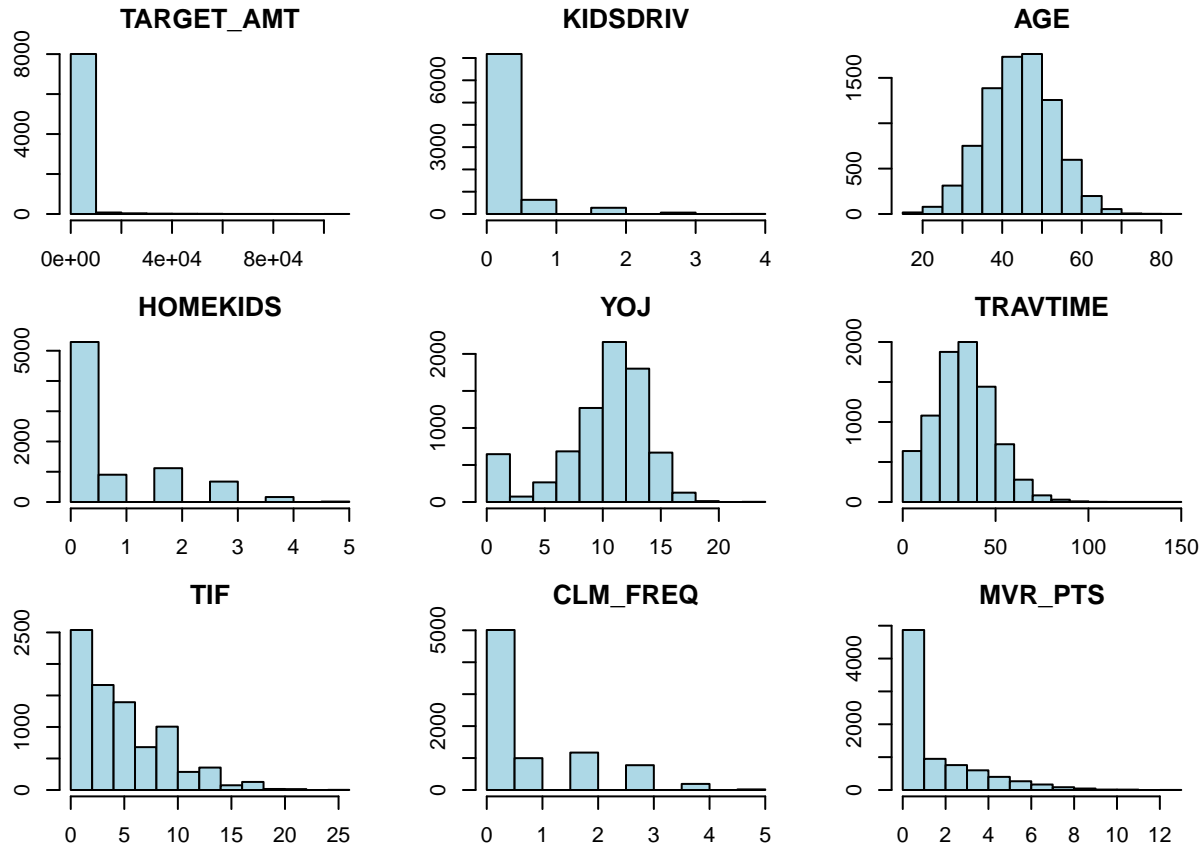 TARGET_AMT
0 4000 8000
0e+00 4e+04 8e+04
KIDSDRIV
0 3000 6000
0 1 2 3 4
AGE
0 500 1500
20 40 60 80
HOMEKIDS
0 2000 5000
0 1 2 3 4 5
YOJ
0 1000 2000
0 5 10 15 20
TRAVTIME
0 1000 2000
0 50 100 150
TIF
0 1000 2500
0 5 10 15 20 25
CLM_FREQ
0 2000 5000
0 1 2 3 4 5
MVR_PTS
0 2000 4000
0 2 4 6 8 10 12